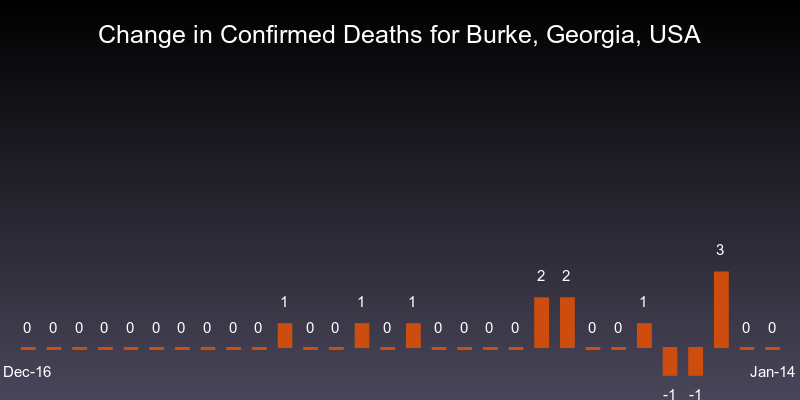 Change in Confirmed Deaths for Burke, Georgia, USA
3
2 2
1 1 1 1
0 0 0 0 0 0 0 0 0 0 0 0 0 0 0 0 0 0 0 0 0
Dec-16 Jan-14
-1 -1